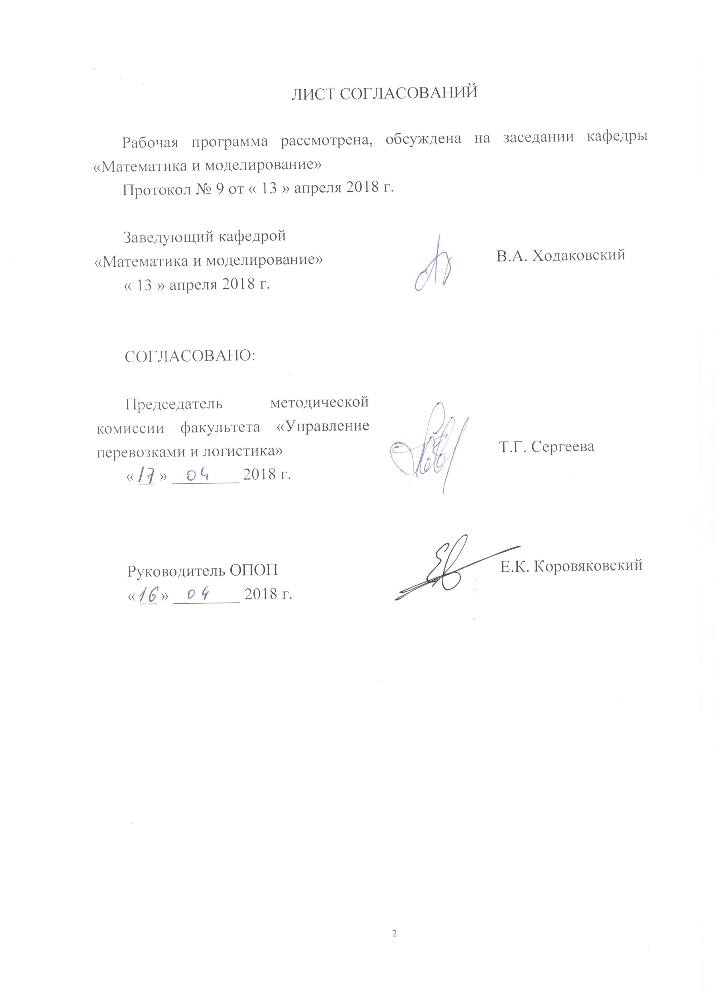 ЛИСТ СОГЛАСОВАНИЙ
Рабочая программа рассмотрена, обсуждена на заседании кафедры
«Математика и моделирование»
Протокол № 9 от « 13 » апреля 2018 г.
Заведующий кафедрой
«Математика и моделирование» В.А. Ходаковский
« 13 » апреля 2018 г.
СОГЛАСОВАНО:
Председатель методической
комиссии факультета «Управление
перевозками и логистика» Т.Г. Сергеева
« 17 » 04 2018 г.
Руководитель ОПОП Е.К. Коровяковский
« 16 » 04 2018 г.
2